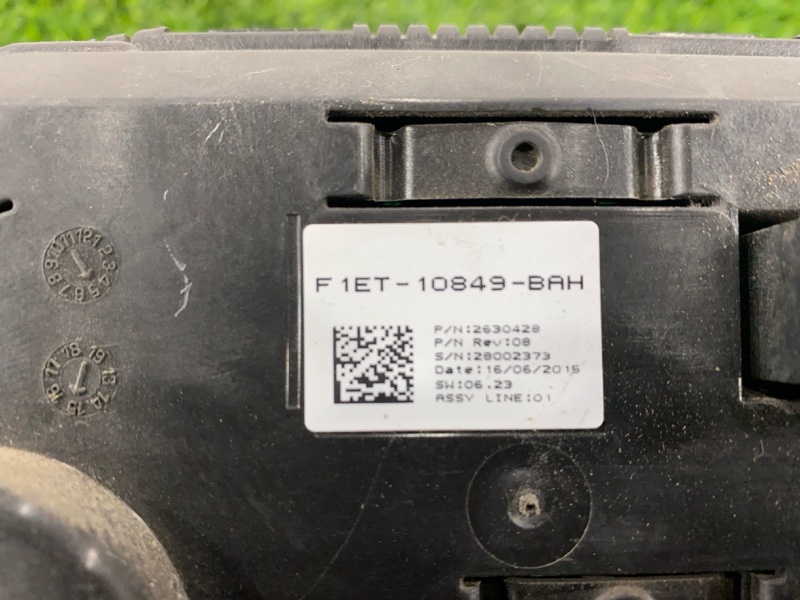 F1ET-10849-BAH
P/N:2630428
P/N Rev:08
S/N:28002373
Date:16/06/2015
SW:06.23
ASSY LINE:01